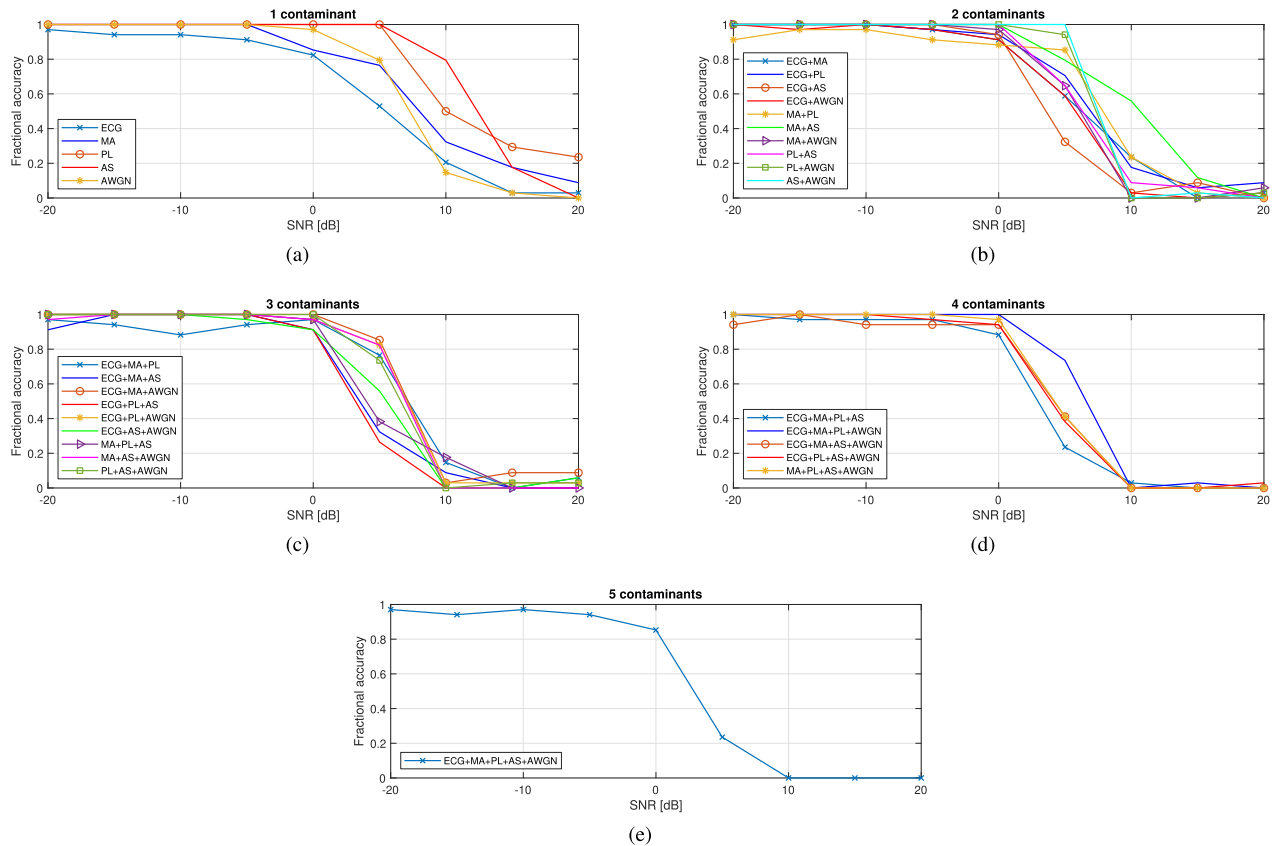 1 contaminant
Fractional accuracy
1
0.8
0.6
0.4
0.2
0
ECG
MA
PL
AS
AWGN
-20
-10
0
10
20
SNR [dB]
(a)
2 contaminants
Fractional accuracy
1
0.8
0.6
0.4
0.2
0
ECG+MA
ECG+PL
ECG+AS
ECG+AWGN
MA+PL
MA+AS
MA+AWGN
PL+AS
PL+AWGN
AS+AWGN
-20
-10
0
10
20
SNR [dB]
(b)
3 contaminants
Fractional accuracy
1
0.8
0.6
0.4
0.2
0
ECG+MA+PL
ECG+MA+AS
ECG+MA+AWGN
ECG+PL+AS
ECG+PL+AWGN
ECG+AS+AWGN
MA+PL+AS
MA+AS+AWGN
PL+AS+AWGN
-20
-10
0
10
20
SNR [dB]
(c)
4 contaminants
Fractional accuracy
1
0.8
0.6
0.4
0.2
0
ECG+MA+PL+AS
ECG+MA+PL+AWGN
ECG+MA+AS+AWGN
ECG+PL+AS+AWGN
MA+PL+AS+AWGN
-20
-10
0
10
20
SNR [dB]
(d)
5 contaminants
Fractional accuracy
1
0.8
0.6
0.4
0.2
0
ECG+MA+PL+AS+AWGN
-20
-10
0
10
20
SNR [dB]
(e)